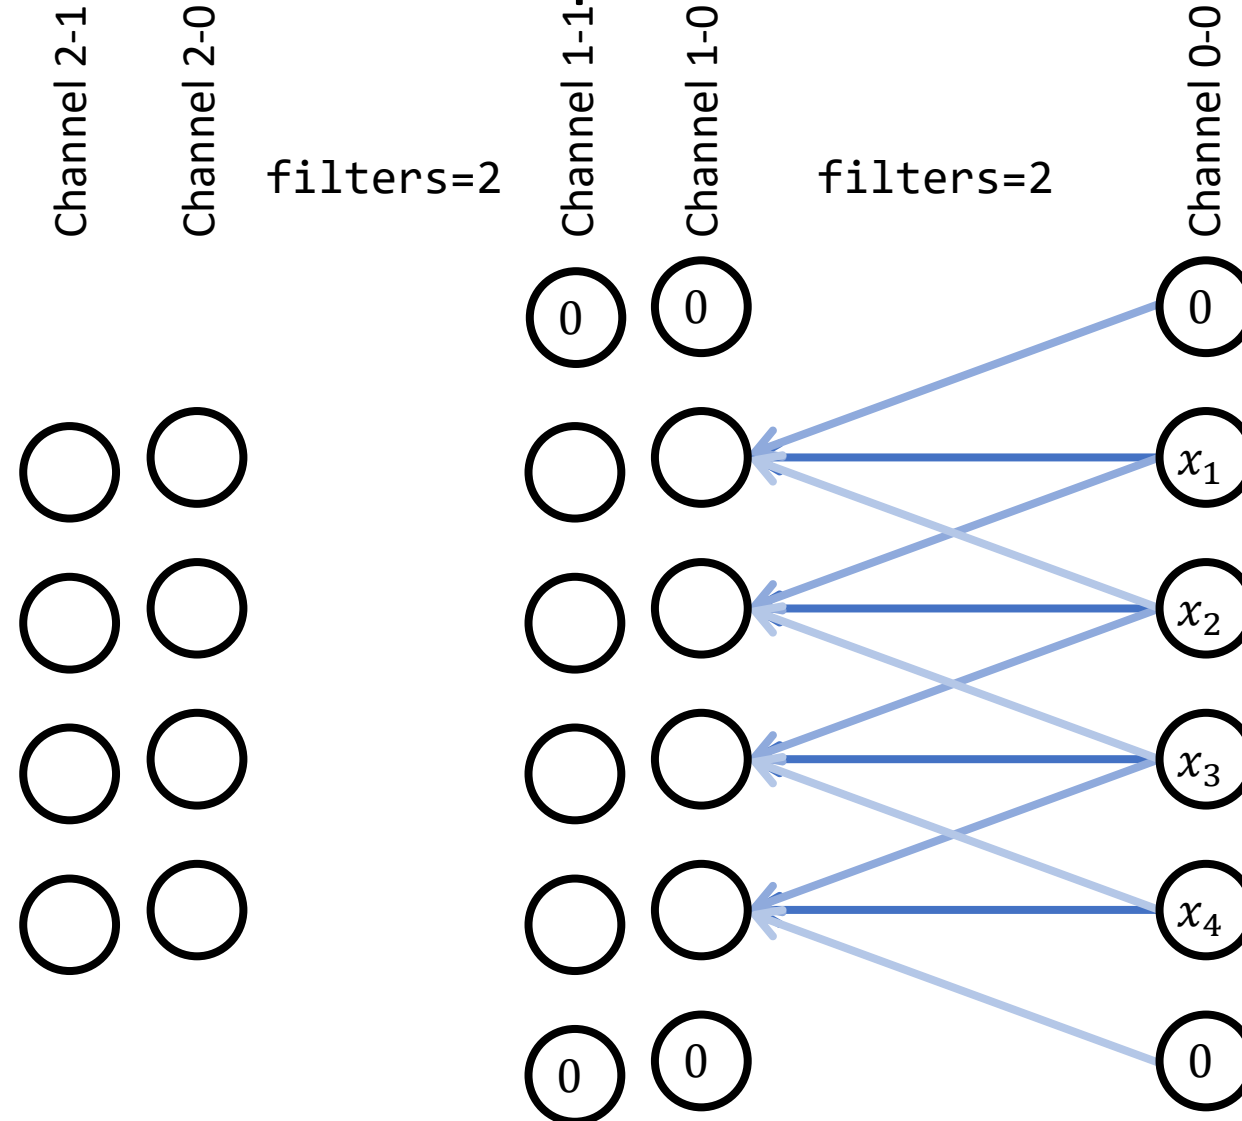 Channel 2-1
Channel 2-0
filters=2
Channel 1-1
Channel 1-0
filters=2
Channel 0-0
0
0
0
x₁
x₂
x₃
x₄
0
0
0